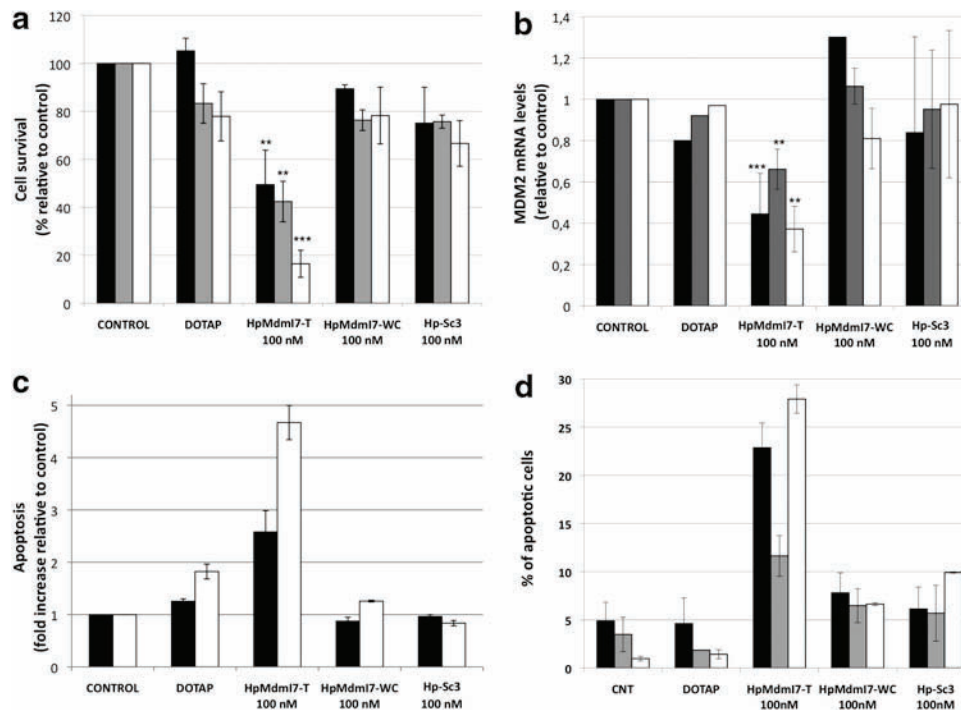 a
Cell survival
(% relative to control)
120
100
80
60
40
20
0
**
**
***
CONTROL
DOTAP
HpMdmI7-T
100 nM
HpMdmI7-WC
100 nM
Hp-Sc3
100 nM
b
MDM2 mRNA levels
(relative to control)
1,4
1,2
1
0,8
0,6
0,4
0,2
0
***
**
**
CONTROL
DOTAP
HpMdmI7-T
100 nM
HpMdmI7-WC
100 nM
Hp-Sc3
100 nM
c
Apoptosis
(fold increase relative to control)
5
4
3
2
1
0
CONTROL
DOTAP
HpMdmI7-T
100 nM
HpMdmI7-WC
100 nM
Hp-Sc3
100 nM
d
% of apoptotic cells
30
25
20
15
10
5
0
CNT
DOTAP
HpMdmI7-T
100nM
HpMdmI7-WC
100nM
Hp-Sc3
100nM